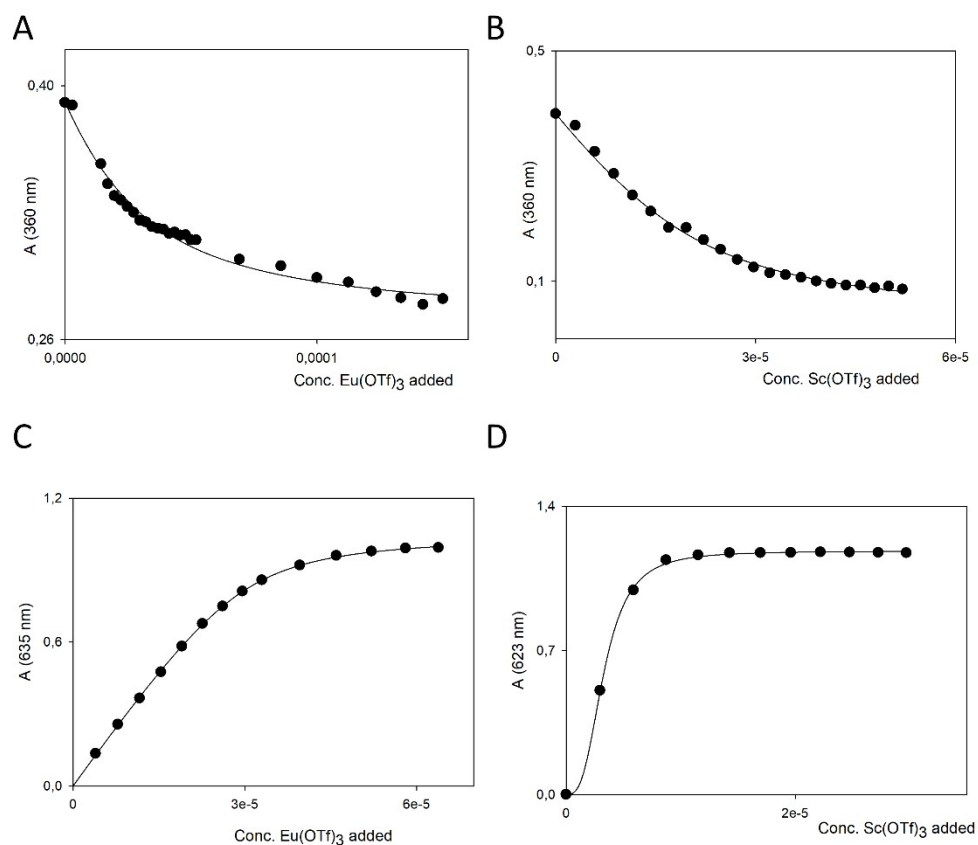 A
0,40
A (360 nm)
0,26
0,0000
0,0001
Conc. Eu(OTf)3 added
B
0,5
A (360 nm)
0,1
0
3e-5
6e-5
Conc. Sc(OTf)3 added
C
1,2
A (635 nm)
0,6
0,0
0
3e-5
6e-5
Conc. Eu(OTf)3 added
D
1,4
A (623 nm)
0,7
0,0
0
2e-5
Conc. Sc(OTf)3 added